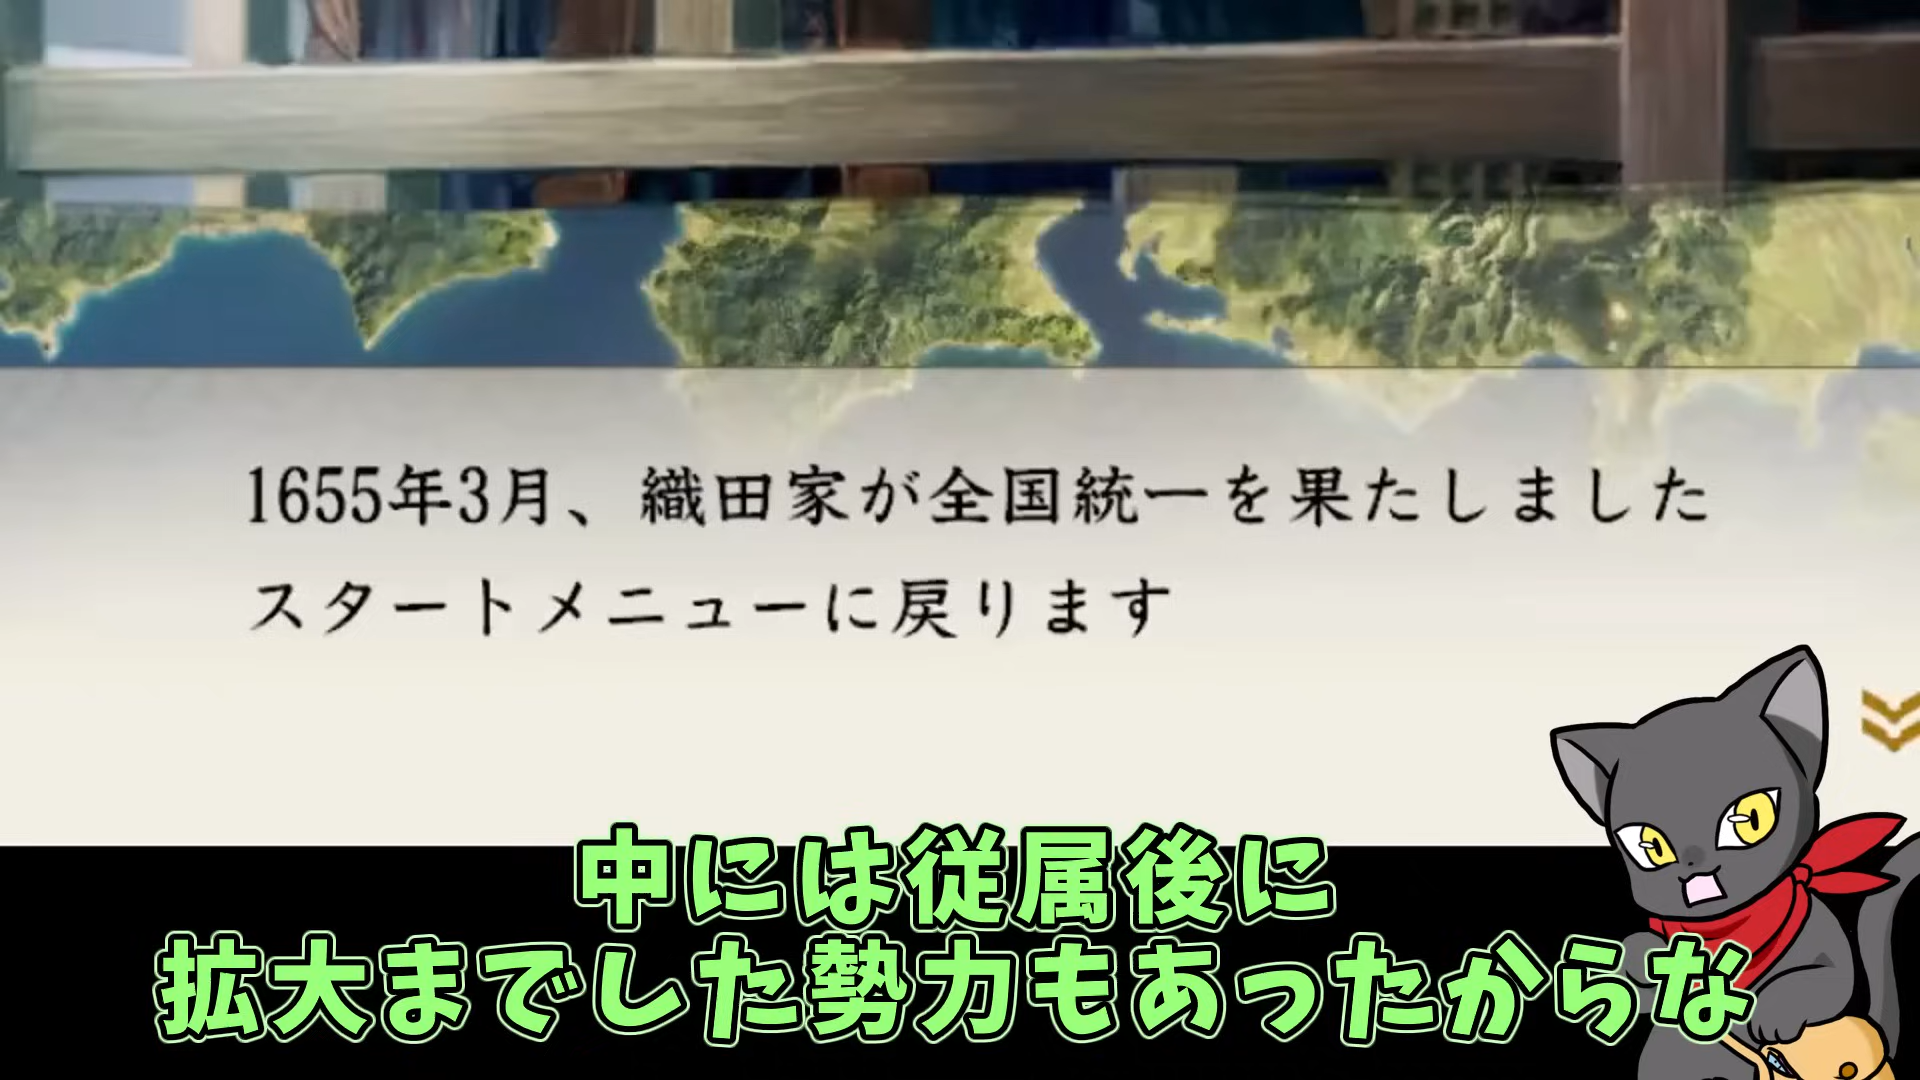 1655年3月、織田家が全国統一を果たしました
スタートメニューに戻ります
中には従属後に
拡大までした勢力もあったからな